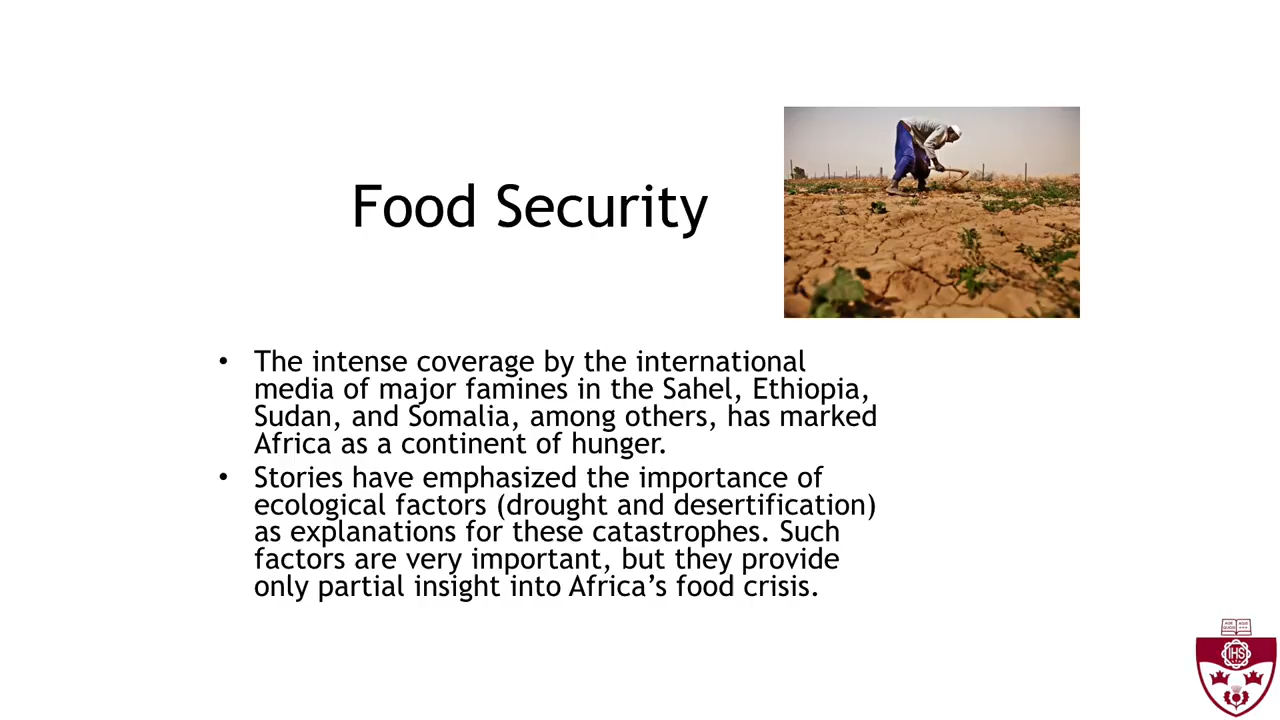 Food Security
• The intense coverage by the international
media of major famines in the Sahel, Ethiopia,
Sudan, and Somalia, among others, has marked
Africa as a continent of hunger.
• Stories have emphasized the importance of
ecological factors (drought and desertification)
as explanations for these catastrophes. Such
factors are very important, but they provide
only partial insight into Africa’s food crisis.
IHS